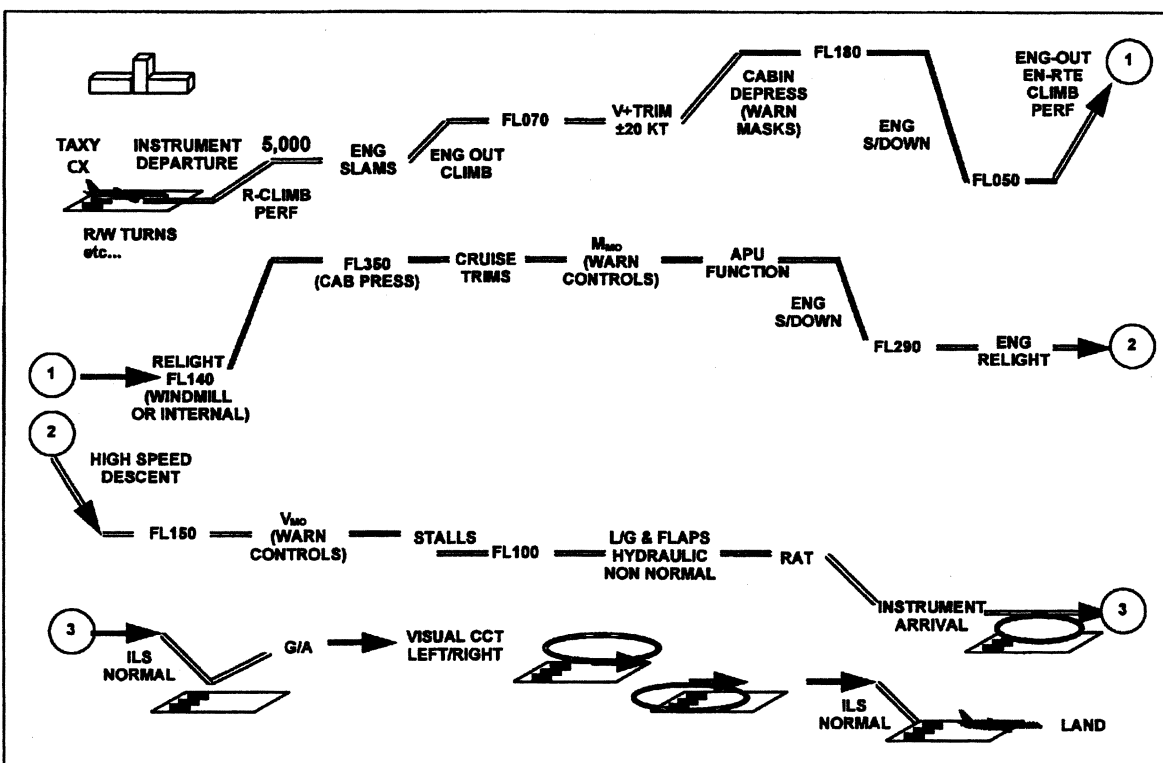 FL180
ENG-OUT
EN-RTE
CLIMB
PERF
1
CABIN
DEPRESS
(WARN
MASKS)
FL070
V+TRIM
±20 KT
TAXY
CX
INSTRUMENT
DEPARTURE
5,000
ENG
SLAMS
ENG OUT
CLIMB
ENG
S/DOWN
FL050
R-CLIMB
PERF
R/W TURNS
etc...
FL350
(CAB PRESS)
CRUISE
TRIMS
MMO
(WARN
CONTROLS)
APU
FUNCTION
ENG
S/DOWN
FL290
ENG
RELIGHT
2
1
RELIGHT
FL140
(WINDMILL
OR INTERNAL)
2
HIGH SPEED
DESCENT
FL150
VMO
(WARN
CONTROLS)
STALLS
FL100
L/G & FLAPS
HYDRAULIC
NON NORMAL
RAT
INSTRUMENT
ARRIVAL
3
3
ILS
NORMAL
G/A
VISUAL CCT
LEFT/RIGHT
ILS
NORMAL
LAND